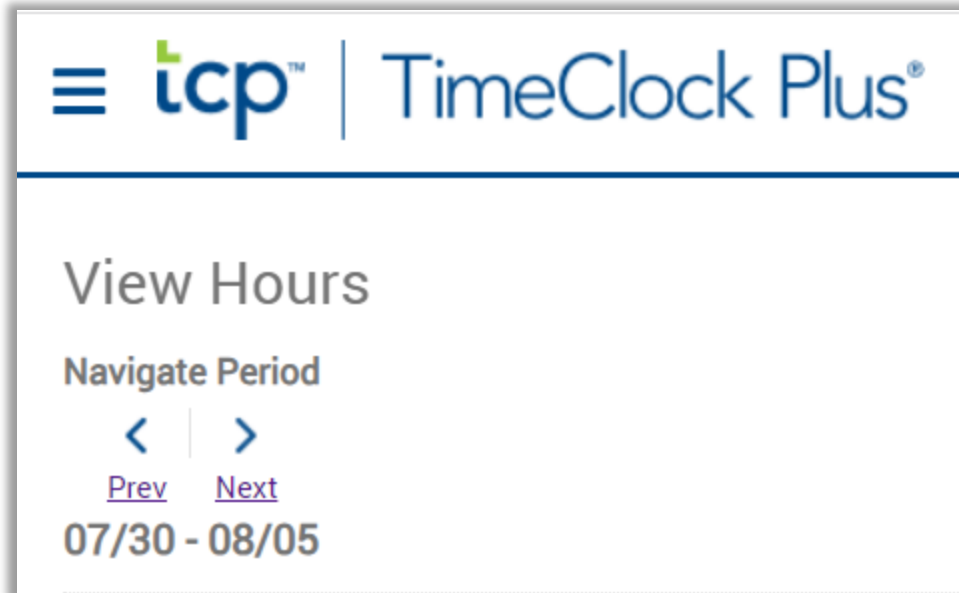 tcp™ TimeClock Plus®
View Hours
Navigate Period
Prev Next
07/30 - 08/05